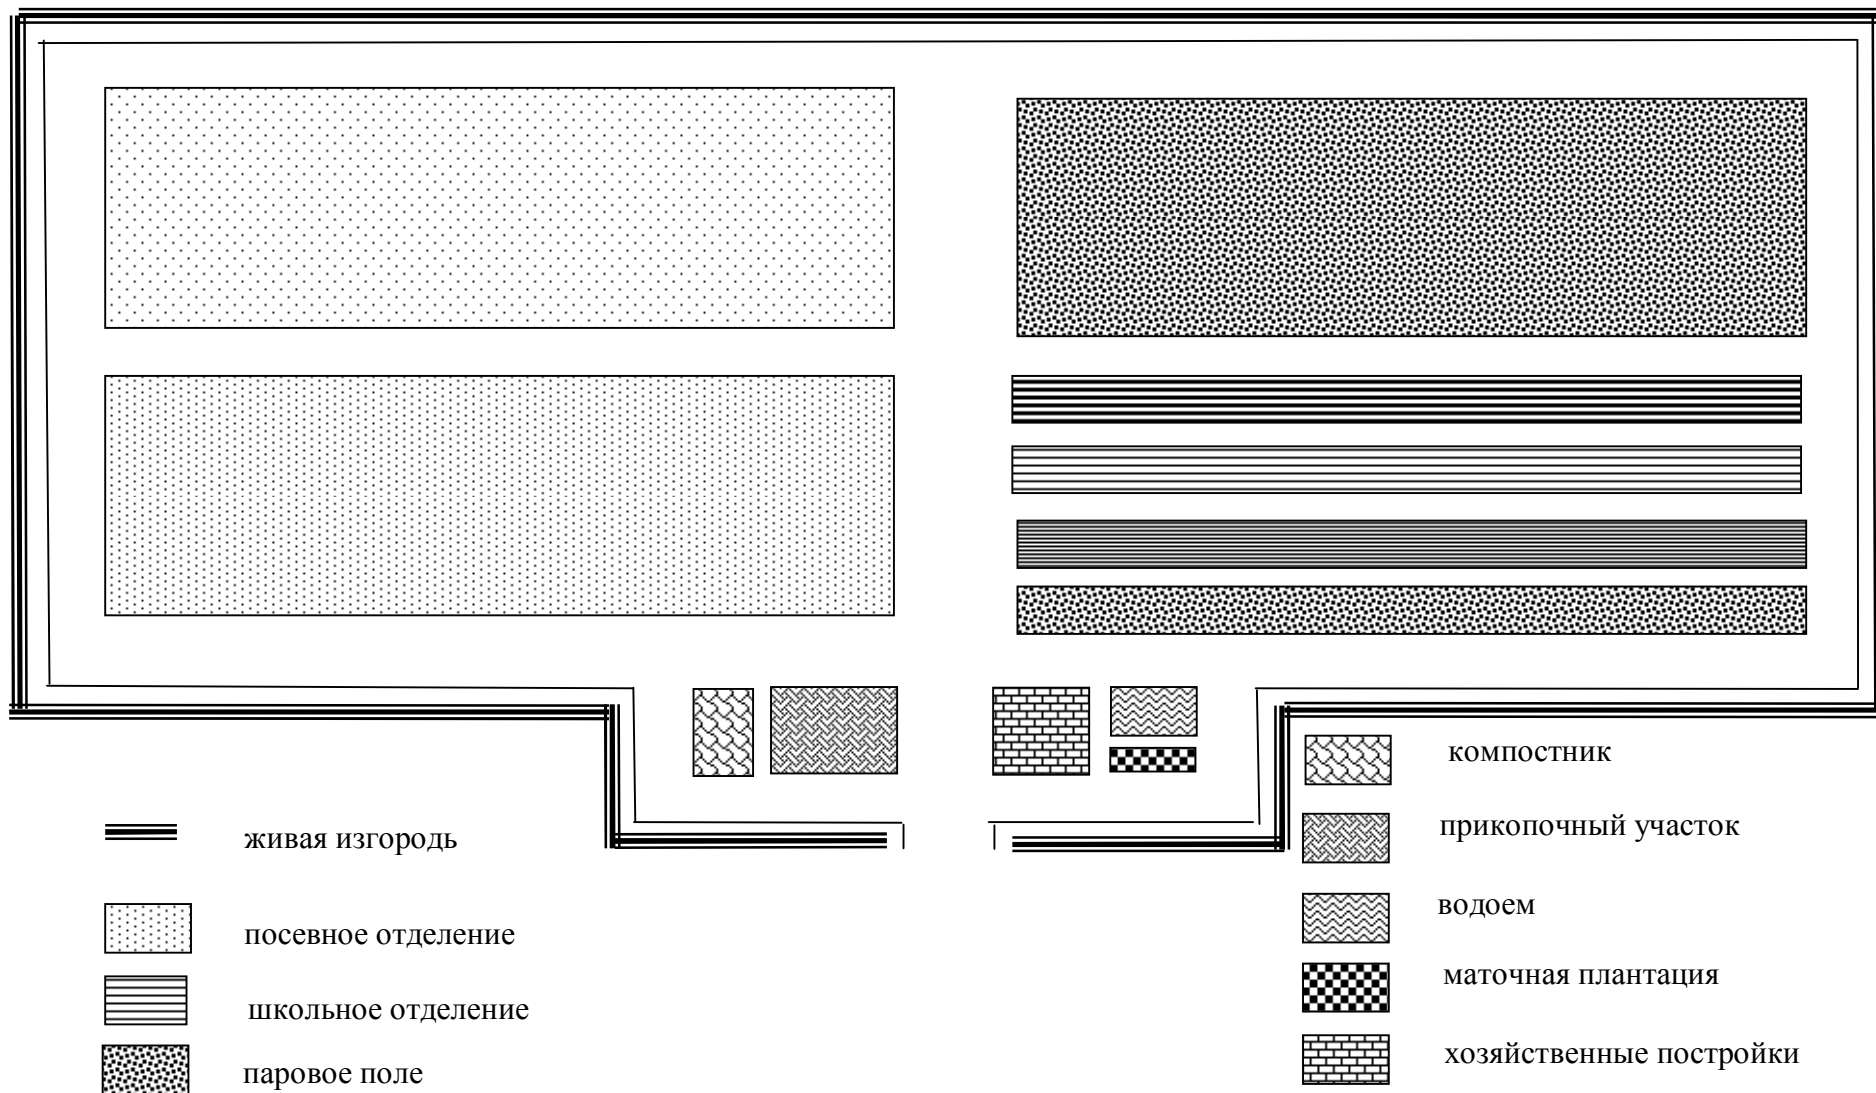 живая изгородь
посевное отделение
школьное отделение
паровое поле
компостник
прикопочный участок
водоем
маточная плантация
хозяйственные постройки